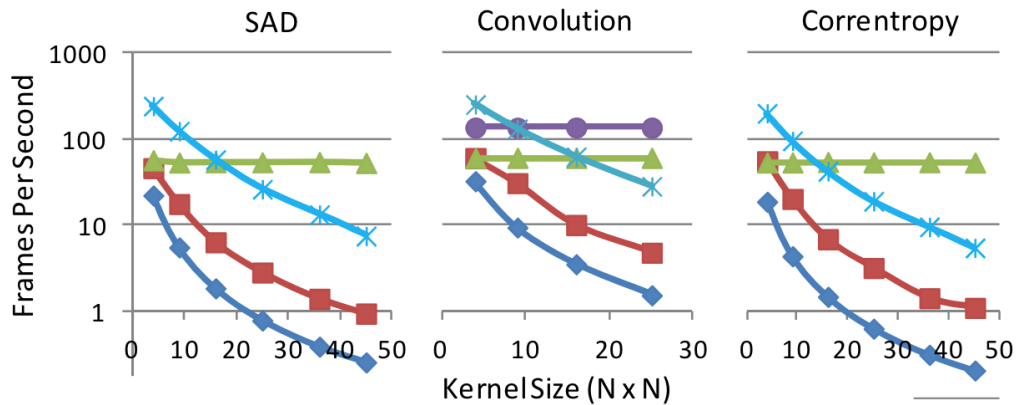 SAD
Convolution
Correntropy
Frames Per Second
1000
100
10
1
0 10 20 30 40 50
0 10 20 30
0 10 20 30 40 50
Kernel Size (N x N)